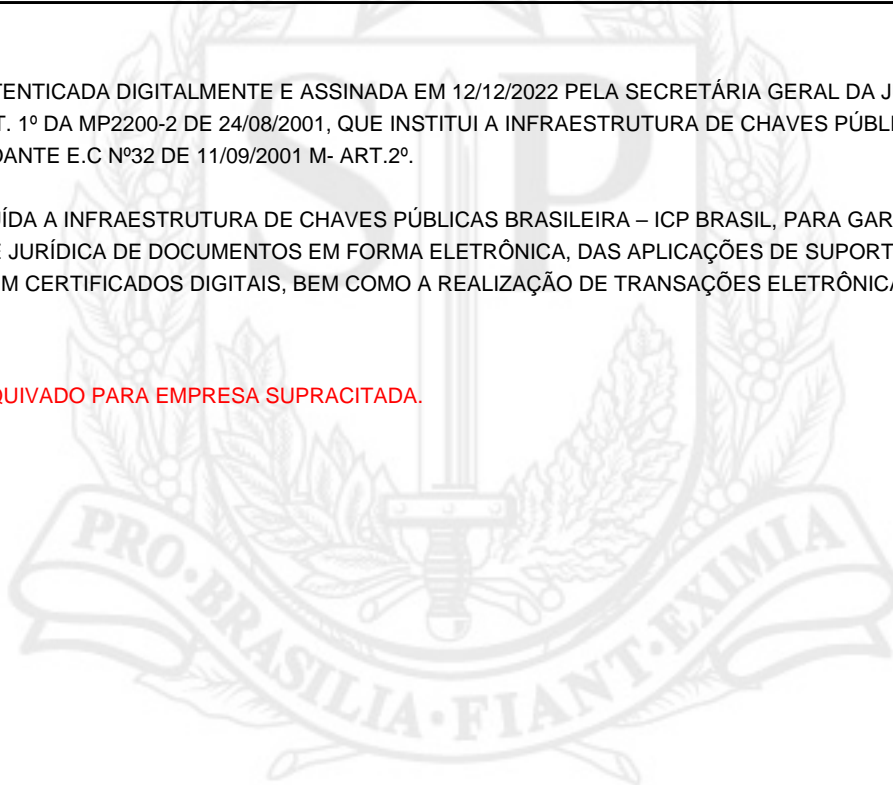 TENTICADA DIGITALMENTE E ASSINADA EM 12/12/2022 PELA SECRETÁRIA GERAL DA J
T. 1º DA MP2200-2 DE 24/08/2001, QUE INSTITUI A INFRAESTRUTURA DE CHAVES PÚBLI
DANTE E.C Nº32 DE 11/09/2001 M- ART.2º.
ÍDA A INFRAESTRUTURA DE CHAVES PÚBLICAS BRASILEIRA – ICP BRASIL, PARA GAR
E JURÍDICA DE DOCUMENTOS EM FORMA ELETRÔNICA, DAS APLICAÇÕES DE SUPORT
M CERTIFICADOS DIGITAIS, BEM COMO A REALIZAÇÃO DE TRANSAÇÕES ELETRÔNICA
QUIVADO PARA EMPRESA SUPRACITADA.
SP
PRO·BRASILIA·FIANT·EXIMIA